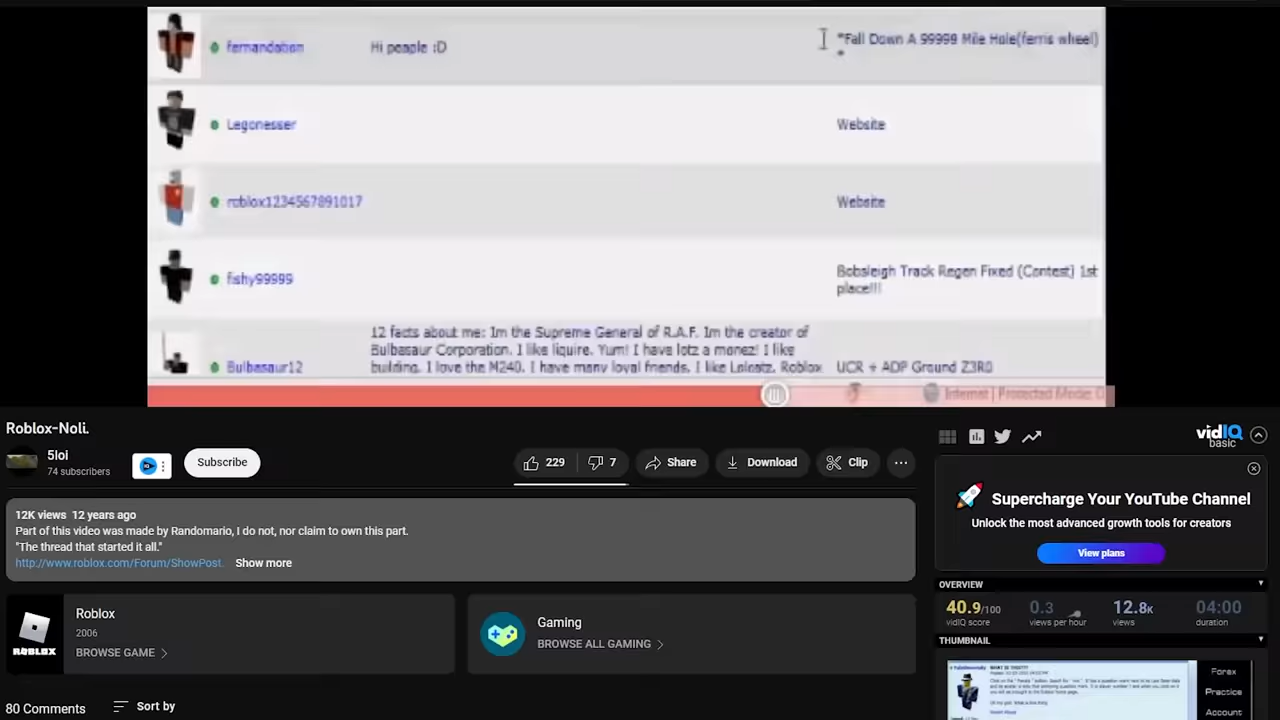 fernandation Hi people :D *Fall Down A 99999 Mile Hole(ferris wheel)
*
Legonesser Website
roblox1234567891017 Website
fishy99999 Bobsleigh Track Regen Fixed (Contest) 1st
place!!!
12 facts about me: Im the Supreme General of R.A.F. Im the creator of
Bulbasaur Corporation. I like liquire. Yum! I have lotz a monez! I like
Bulbasaur12 building. I love the M240. I have many loyal friends. I like Roblox UCR + ADP Ground Z3R0
Internet | Protected Mode: O
Roblox-Noli.
5loi
74 subscribers
Subscribe
229
7
Share
Download
Clip
12K views 12 years ago
Part of this video was made by Randomario, I do not, nor claim to own this part.
"The thread that started it all."
http://www.roblox.com/Forum/ShowPost. Show more
Roblox
2006
BROWSE GAME
ROBLOX
Gaming
BROWSE ALL GAMING
80 Comments
Sort by
vidIQ
basic
Supercharge Your YouTube Channel
Unlock the most advanced growth tools for creators
View plans
OVERVIEW
40.9/100 0.3 12.8K 04:00
vidIQ score views per hour views duration
THUMBNAIL
WHAT IS THIS???
Forex
Practice
Account